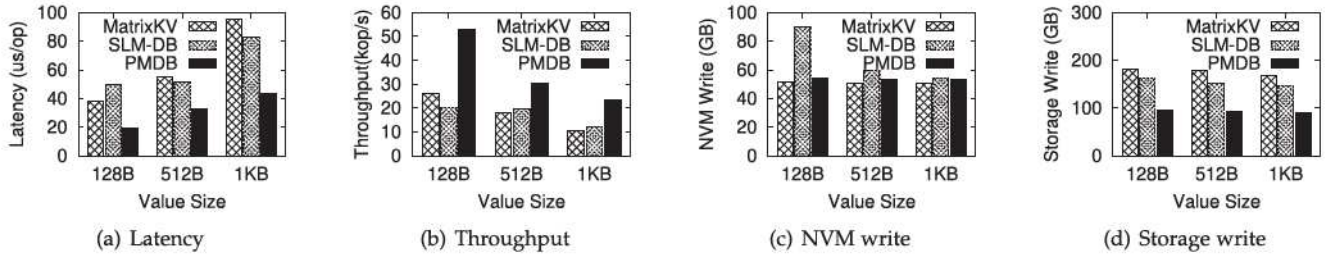 Latency (us/op)
100
80
60
40
20
0
MatrixKV
SLM-DB
PMDB
128B 512B 1KB
Value Size
(a) Latency
Throughput(kop/s)
60
50
40
30
20
10
0
MatrixKV
SLM-DB
PMDB
128B 512B 1KB
Value Size
(b) Throughput
NVM Write (GB)
100
80
60
40
20
0
MatrixKV
SLM-DB
PMDB
128B 512B 1KB
Value Size
(c) NVM write
Storage Write (GB)
300
200
100
0
MatrixKV
SLM-DB
PMDB
128B 512B 1KB
Value Size
(d) Storage write